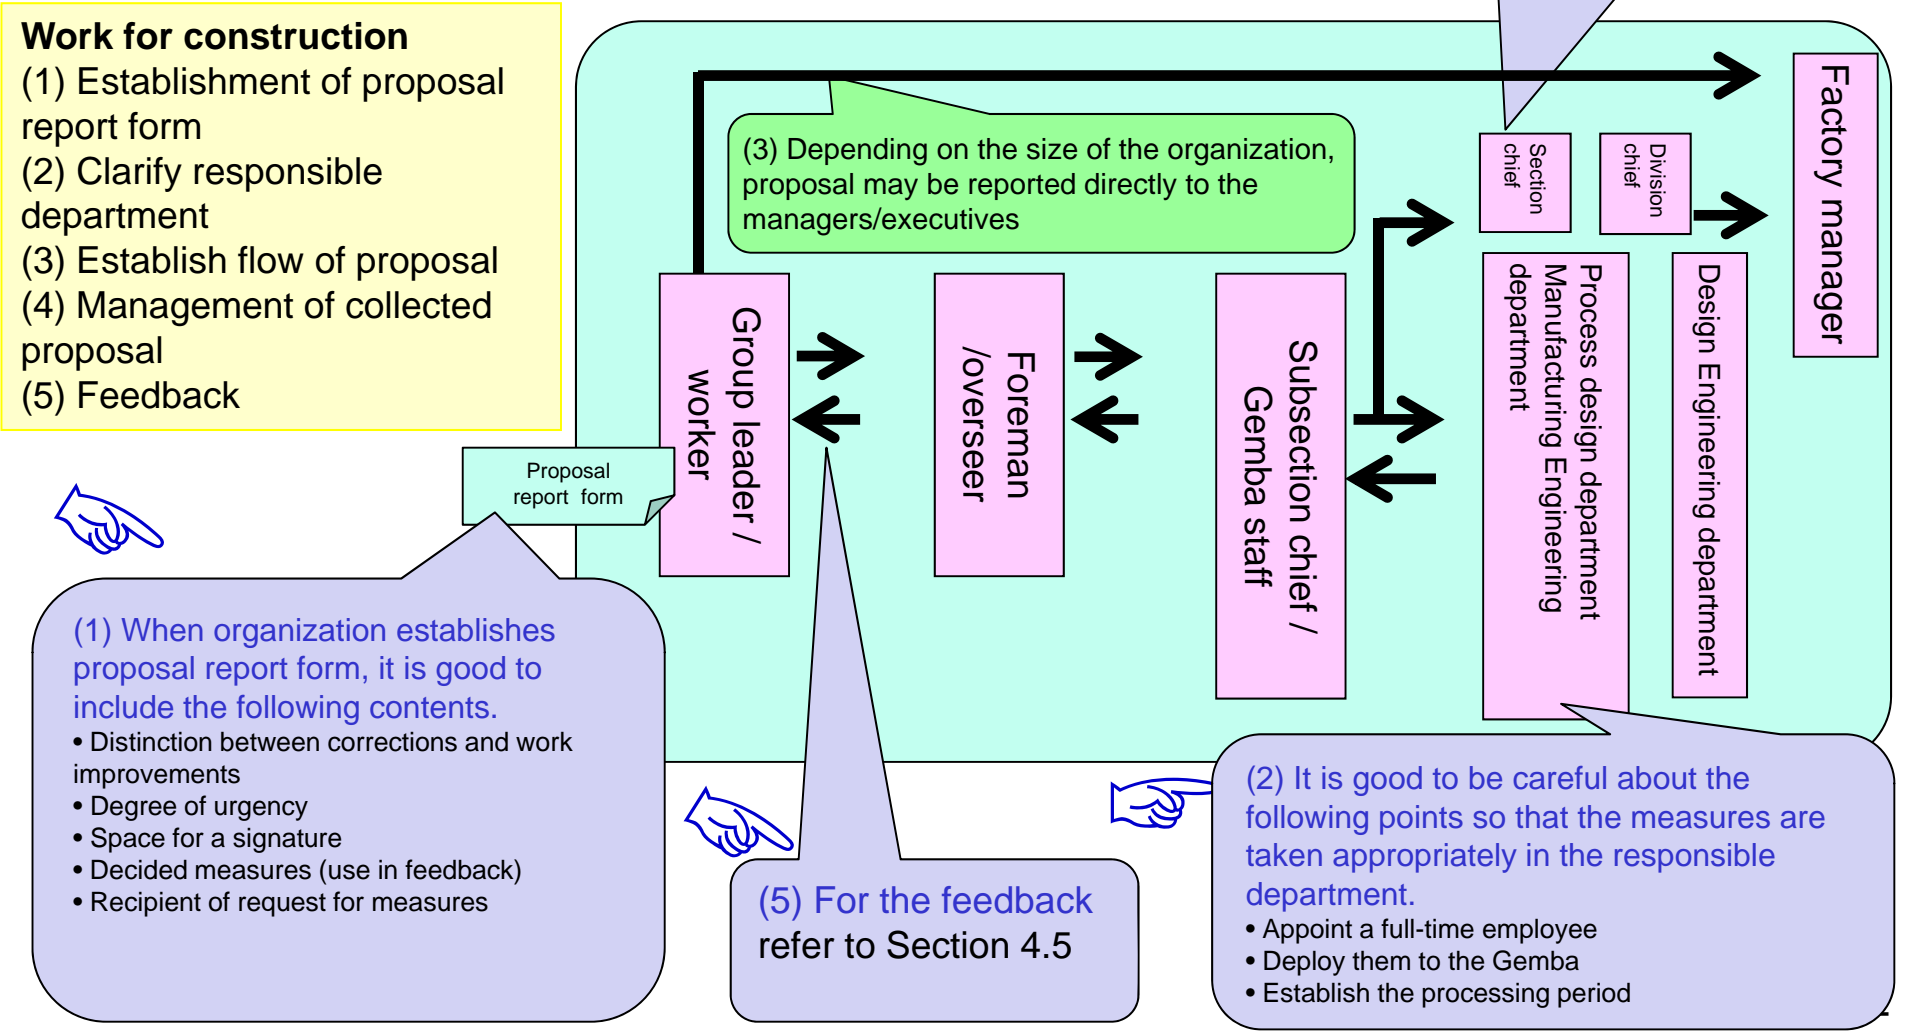 Work for construction
(1) Establishment of proposal
report form
(2) Clarify responsible
department
(3) Establish flow of proposal
(4) Management of collected
proposal
(5) Feedback
(3) Depending on the size of the organization,
proposal may be reported directly to the
managers/executives
Section
chief
Division
chief
Factory manager
Group leader /
worker
Foreman
/overseer
Subsection chief /
Gemba staff
Process design department
Manufacturing Engineering
department
Design Engineering department
Proposal
report form
(1) When organization establishes
proposal report form, it is good to
include the following contents.
• Distinction between corrections and work
improvements
• Degree of urgency
• Space for a signature
• Decided measures (use in feedback)
• Recipient of request for measures
(5) For the feedback
refer to Section 4.5
(2) It is good to be careful about the
following points so that the measures are
taken appropriately in the responsible
department.
• Appoint a full-time employee
• Deploy them to the Gemba
• Establish the processing period